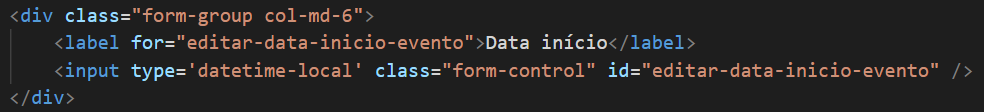 <div class="form-group col-md-6">
<label for="editar-data-inicio-evento">Data início</label>
<input type='datetime-local' class="form-control" id="editar-data-inicio-evento" />
</div>